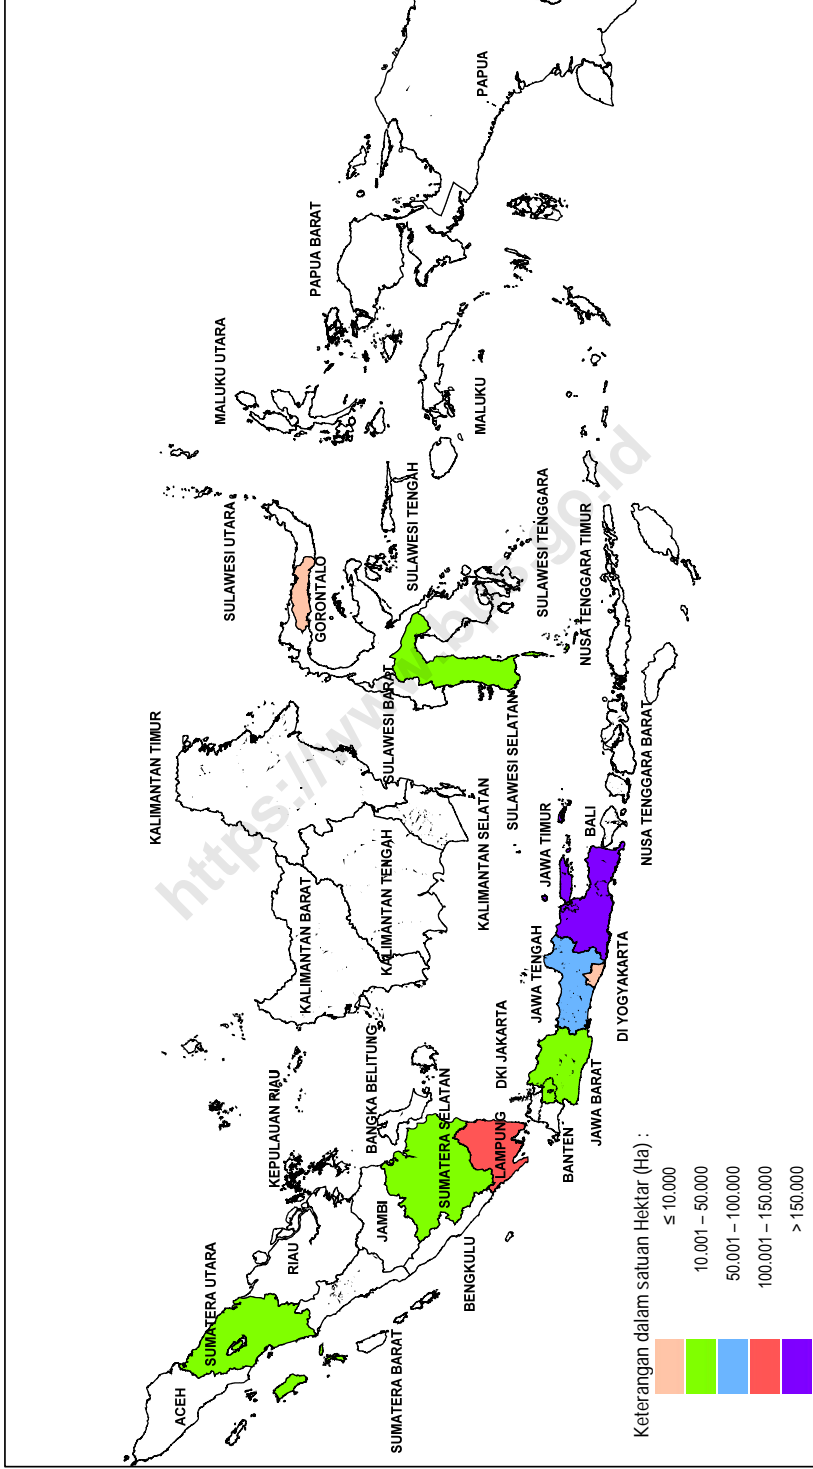 ACEH
SUMATERA UTARA
SUMATERA BARAT
RIAU
KEPULAUAN RIAU
JAMBI
BENGKULU
SUMATERA SELATAN
BANGKA BELITUNG
LAMPUNG
BANTEN
DKI JAKARTA
JAWA BARAT
JAWA TENGAH
DI YOGYAKARTA
JAWA TIMUR
BALI
NUSA TENGGARA BARAT
NUSA TENGGARA TIMUR
KALIMANTAN BARAT
KALIMANTAN TENGAH
KALIMANTAN SELATAN
KALIMANTAN TIMUR
SULAWESI UTARA
GORONTALO
SULAWESI TENGAH
SULAWESI BARAT
SULAWESI SELATAN
SULAWESI TENGGARA
MALUKU UTARA
MALUKU
PAPUA BARAT
PAPUA
Keterangan dalam satuan Hektar (Ha) :
≤ 10.000
10.001 – 50.000
50.001 – 100.000
100.001 – 150.000
> 150.000
https://www.bps.go.id